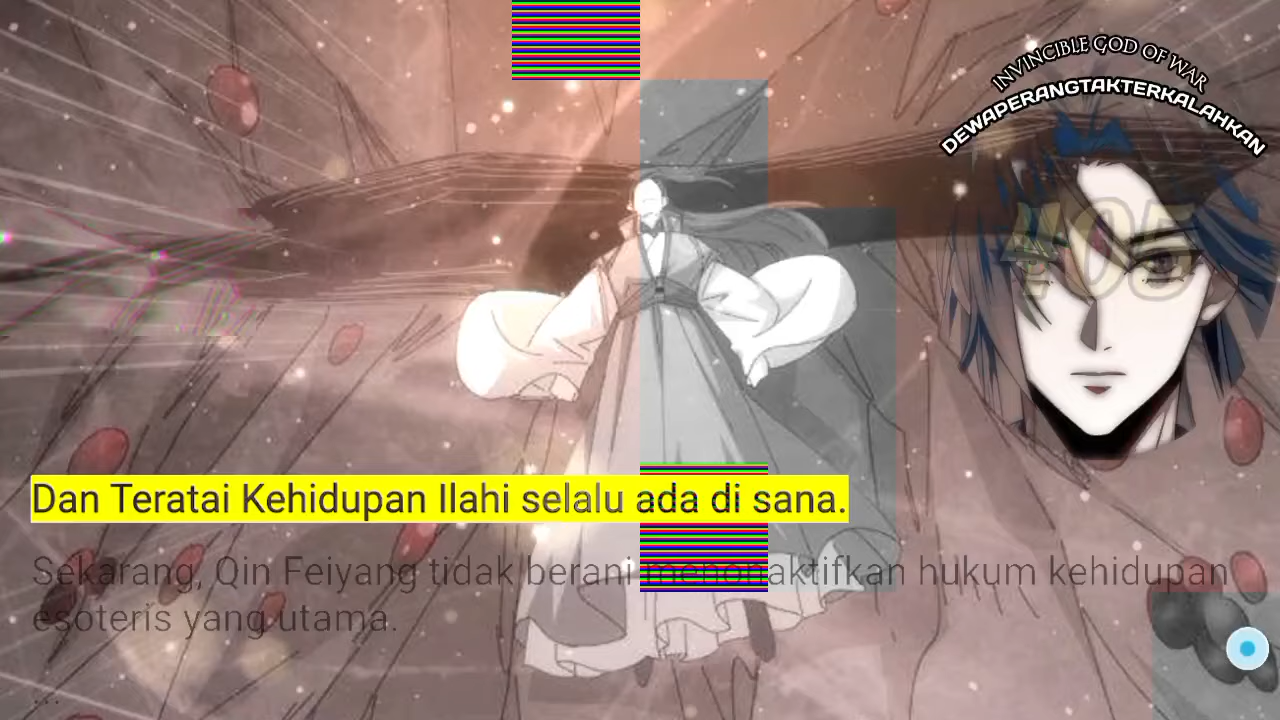 INVINCIBLE GOD OF WAR
DEWAPERANGTAKTERKALAHKAN
Dan Teratai Kehidupan Ilahi selalu ada di sana.
Sekarang, Qin Feiyang tidak berani menonaktifkan hukum kehidupan
esoteris yang utama.
...